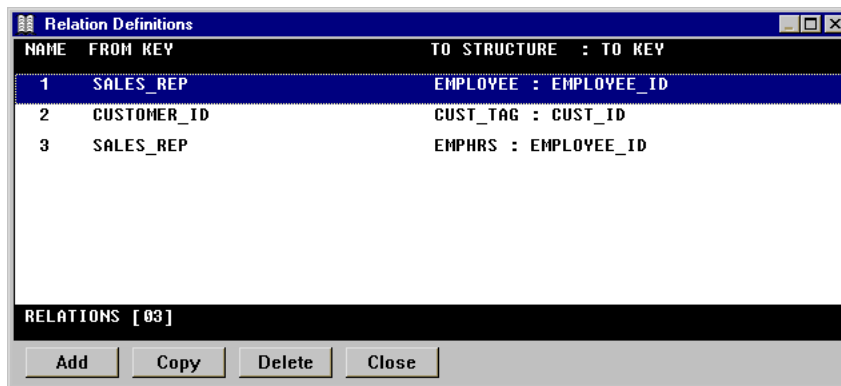 Relation Definitions
NAME FROM KEY TO STRUCTURE : TO KEY
1 SALES_REP EMPLOYEE : EMPLOYEE_ID
2 CUSTOMER_ID CUST_TAG : CUST_ID
3 SALES_REP EMPHRS : EMPLOYEE_ID
RELATIONS [03]
Add Copy Delete Close